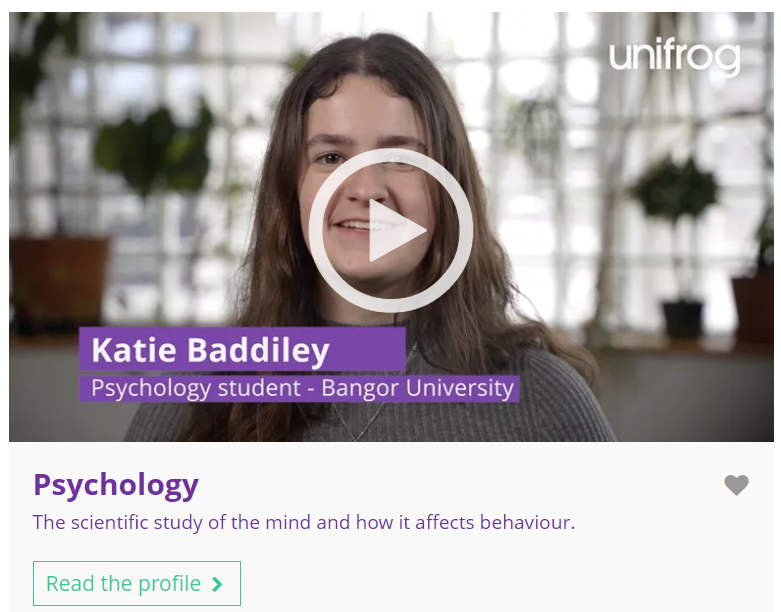 unifrog
Katie Baddiley
Psychology student - Bangor University
Psychology
The scientific study of the mind and how it affects behaviour.
Read the profile